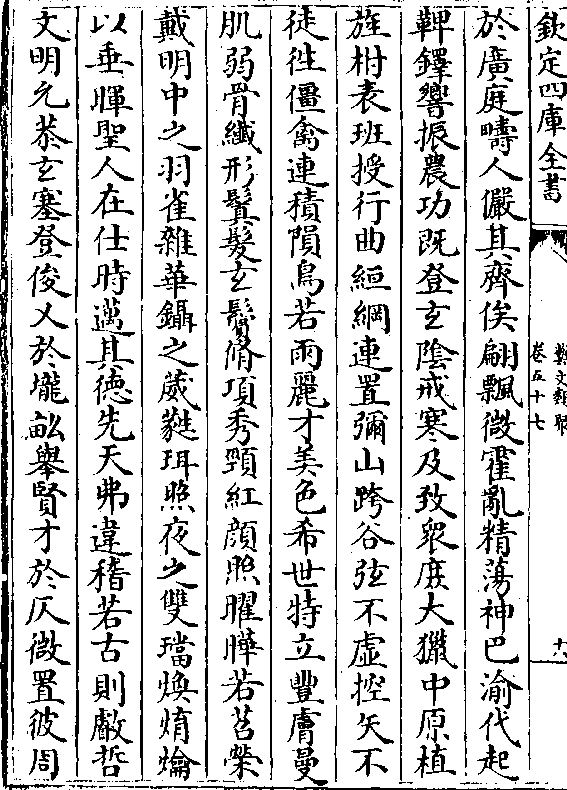 欽定四庫全書
藝文類聚
卷五十七
於廣庭疇人儼其齊俟翩飄微霍亂精蕩神巴渝代起
鞞鐸響振農功既登玄陰戒寒及致眾庶大獵中原植
旌柎表班授行曲絙綱連置彌山跨谷弦不虛控矢不
徒往僵禽連積隕鳥若雨麗才美色希世特立豐膚曼
肌弱骨纖形鬒髮玄鬢脩項秀頸紅顏照曜曄若苕榮
戴明中之羽雀雜華鑷之葳蕤珥照夜之雙璫煥焴爚
以垂暉聖人在仕時邁其德先天弗違稽若古則叡哲
文明允恭玄塞登俊乂於壠畝舉賢才於仄微置彼周